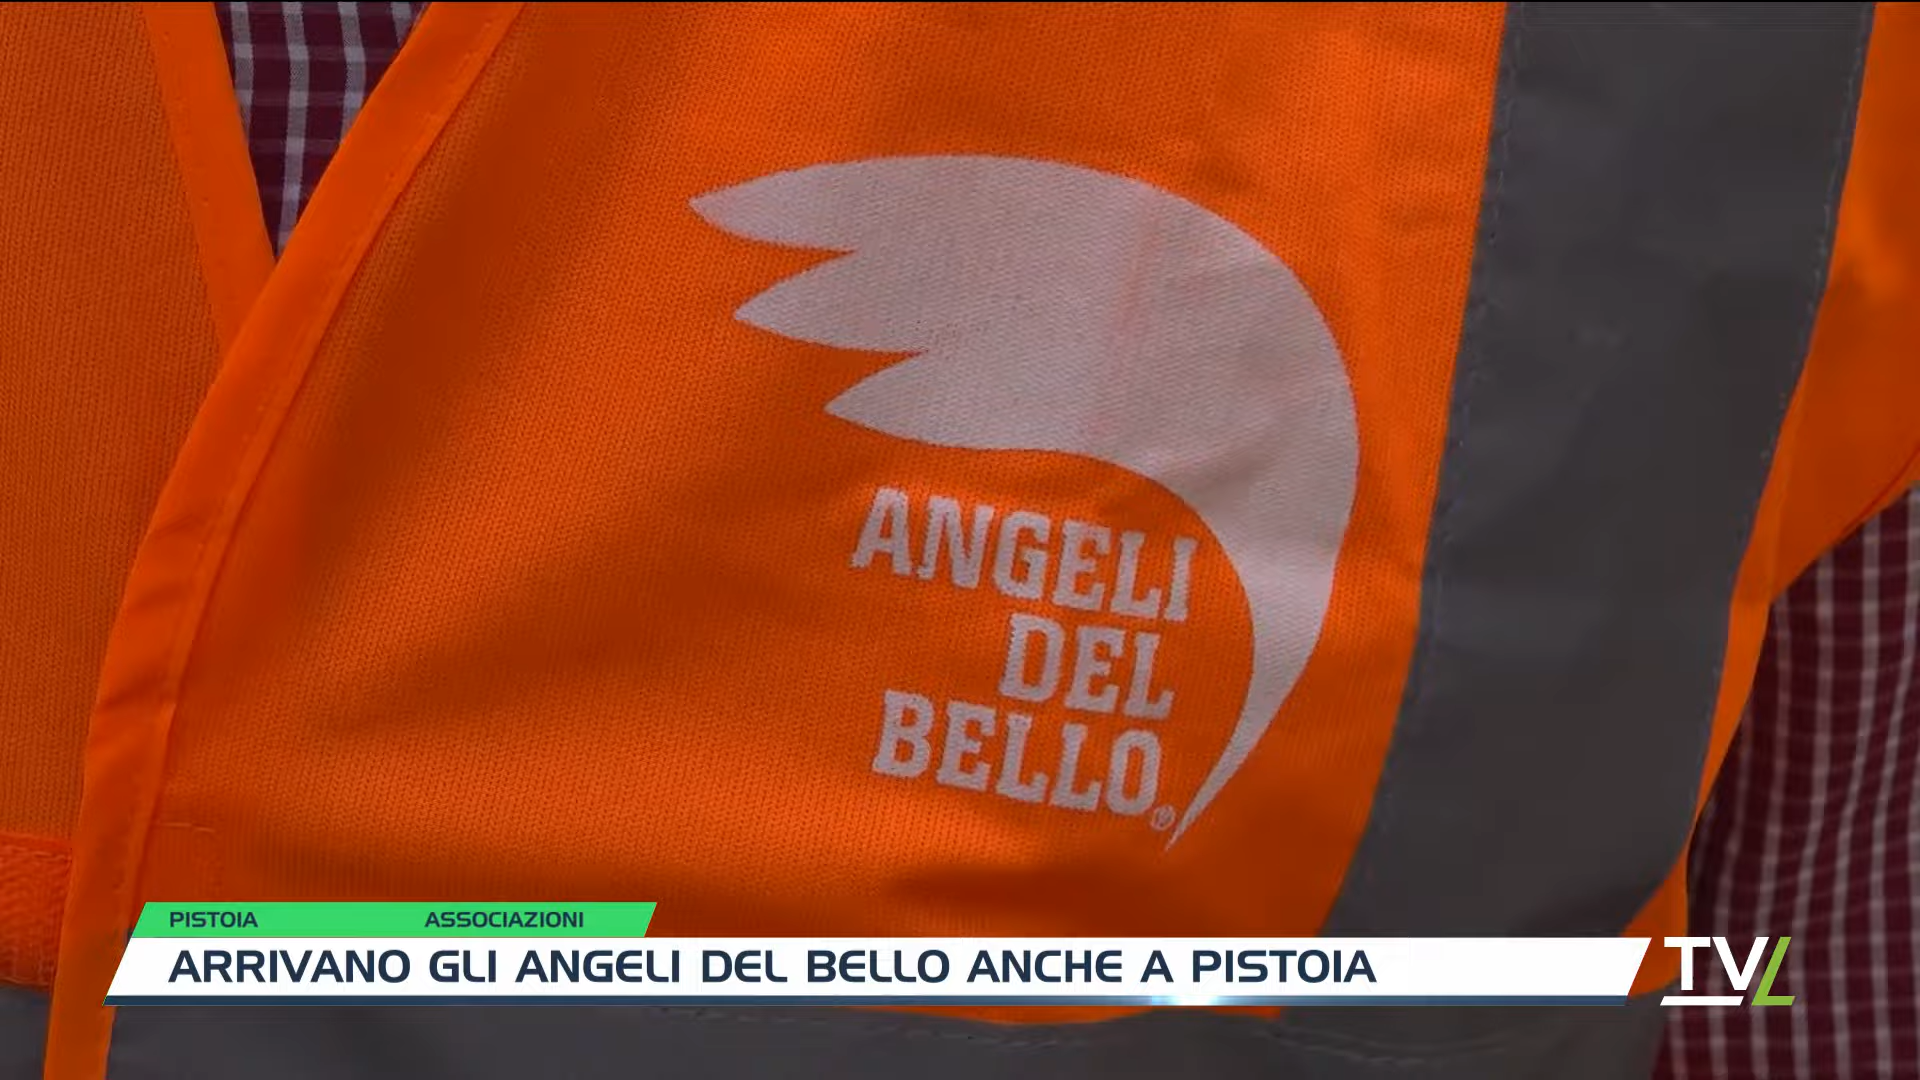 ANGELI
DEL
BELLO®
PISTOIA ASSOCIAZIONI
ARRIVANO GLI ANGELI DEL BELLO ANCHE A PISTOIA
TVL